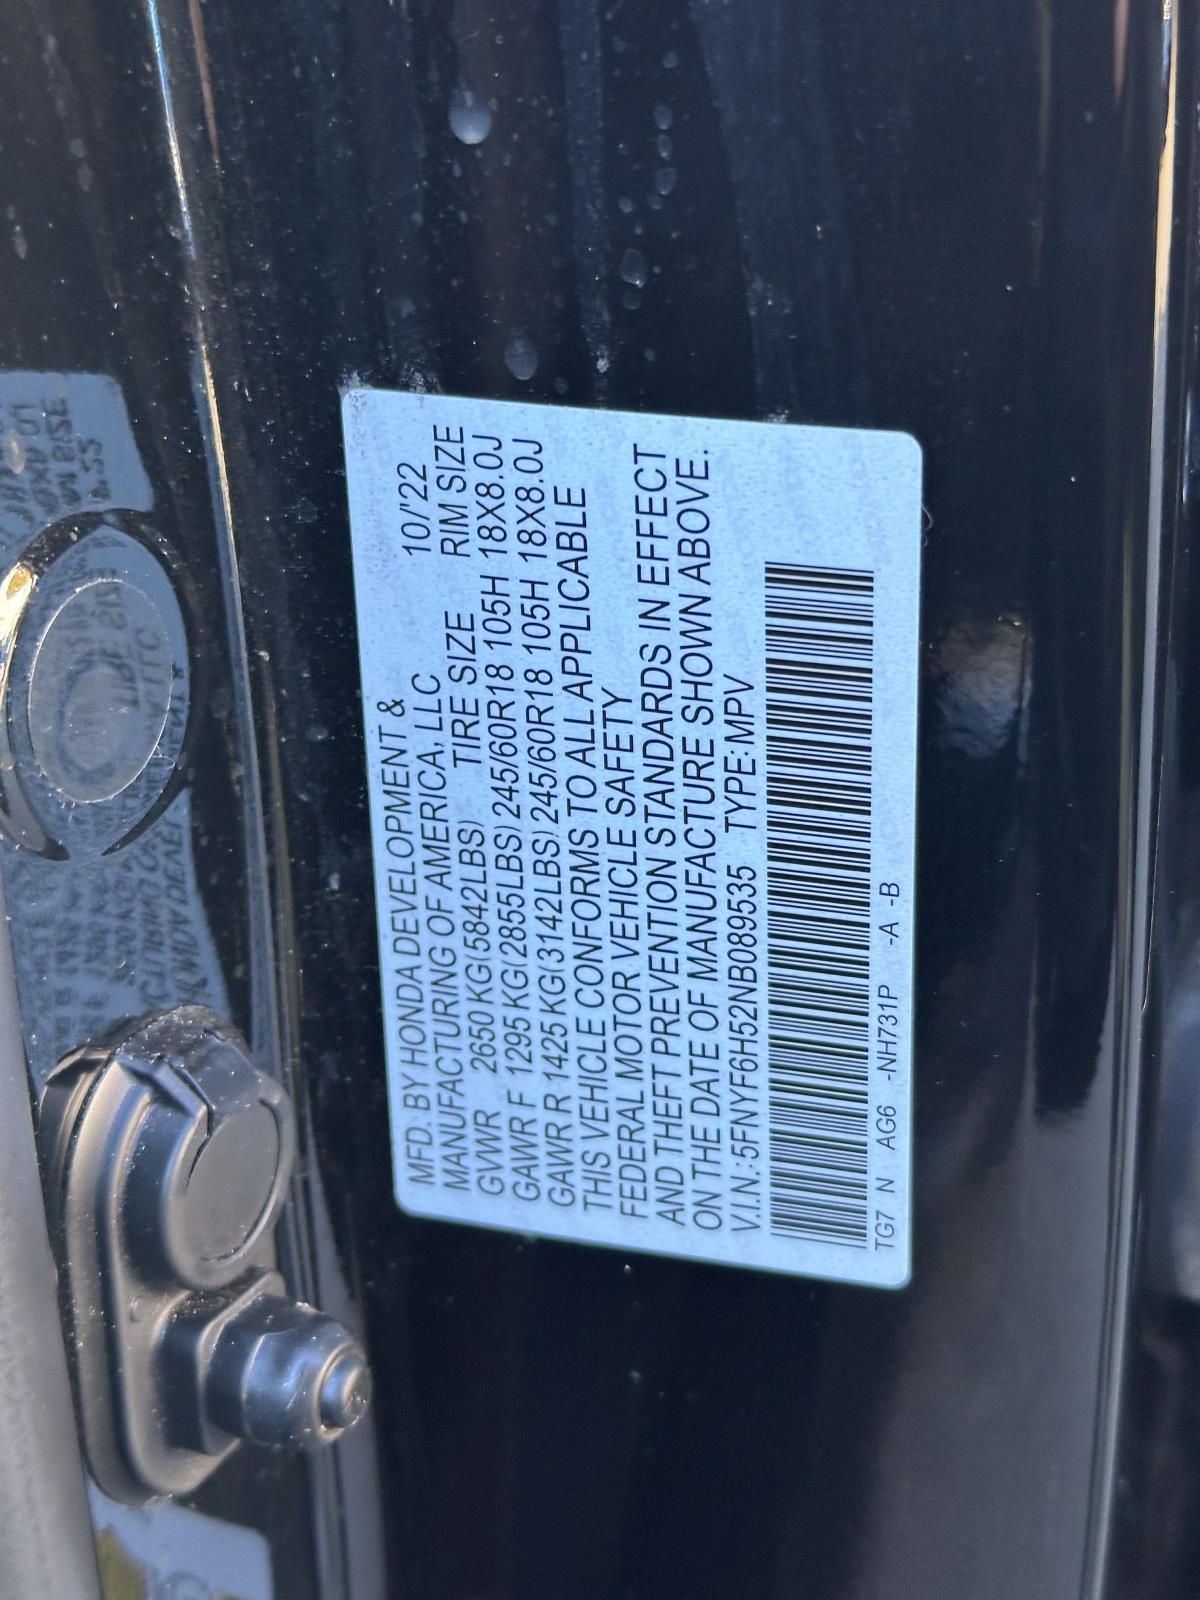 MFD. BY HONDA DEVELOPMENT &
MANUFACTURING OF AMERICA, LLC 10/"22
GVWR 2650 KG(5842LBS) TIRE SIZE RIM SIZE
GAWR F 1295 KG(2855LBS) 245/60R18 105H 18X8.0J
GAWR R 1425 KG(3142LBS) 245/60R18 105H 18X8.0J
THIS VEHICLE CONFORMS TO ALL APPLICABLE
FEDERAL MOTOR VEHICLE SAFETY
AND THEFT PREVENTION STANDARDS IN EFFECT
ON THE DATE OF MANUFACTURE SHOWN ABOVE.
V.I.N.:5FNYF6H52NB089535 TYPE:MPV
TG7 N AG6 -NH731P -A -B